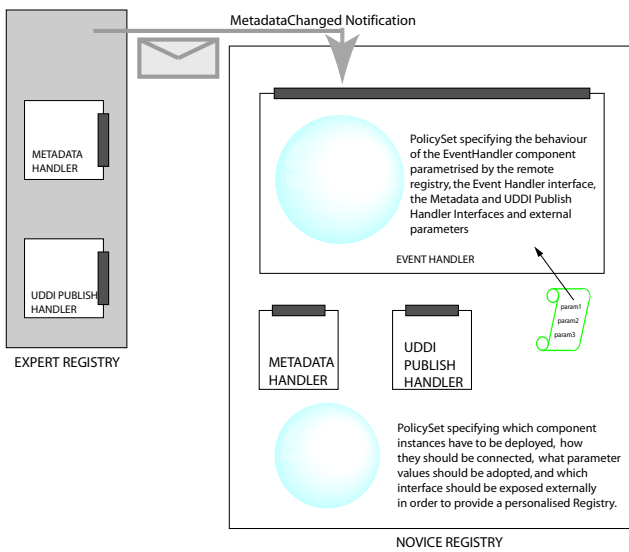 MetadataChanged Notification
METADATA
HANDLER
UDDI PUBLISH
HANDLER
EXPERT REGISTRY
PolicySet specifying the behaviour
of the EventHandler component
parametrised by the remote
registry, the Event Handler interface,
the Metadata and UDDI Publish
Handler Interfaces and external
parameters
EVENT HANDLER
param1
param2
param3
METADATA
HANDLER
UDDI
PUBLISH
HANDLER
PolicySet specifying which component
instances have to be deployed, how
they should be connected, what parameter
values should be adopted, and which
interface should be exposed externally
in order to provide a personalised Registry.
NOVICE REGISTRY